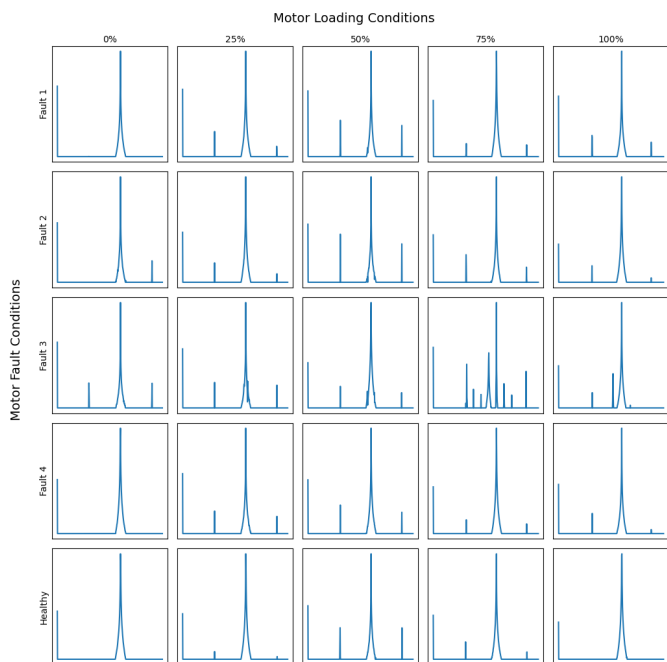 Motor Loading Conditions
0% 25% 50% 75% 100%
Motor Fault Conditions
Fault 1
Fault 2
Fault 3
Fault 4
Healthy